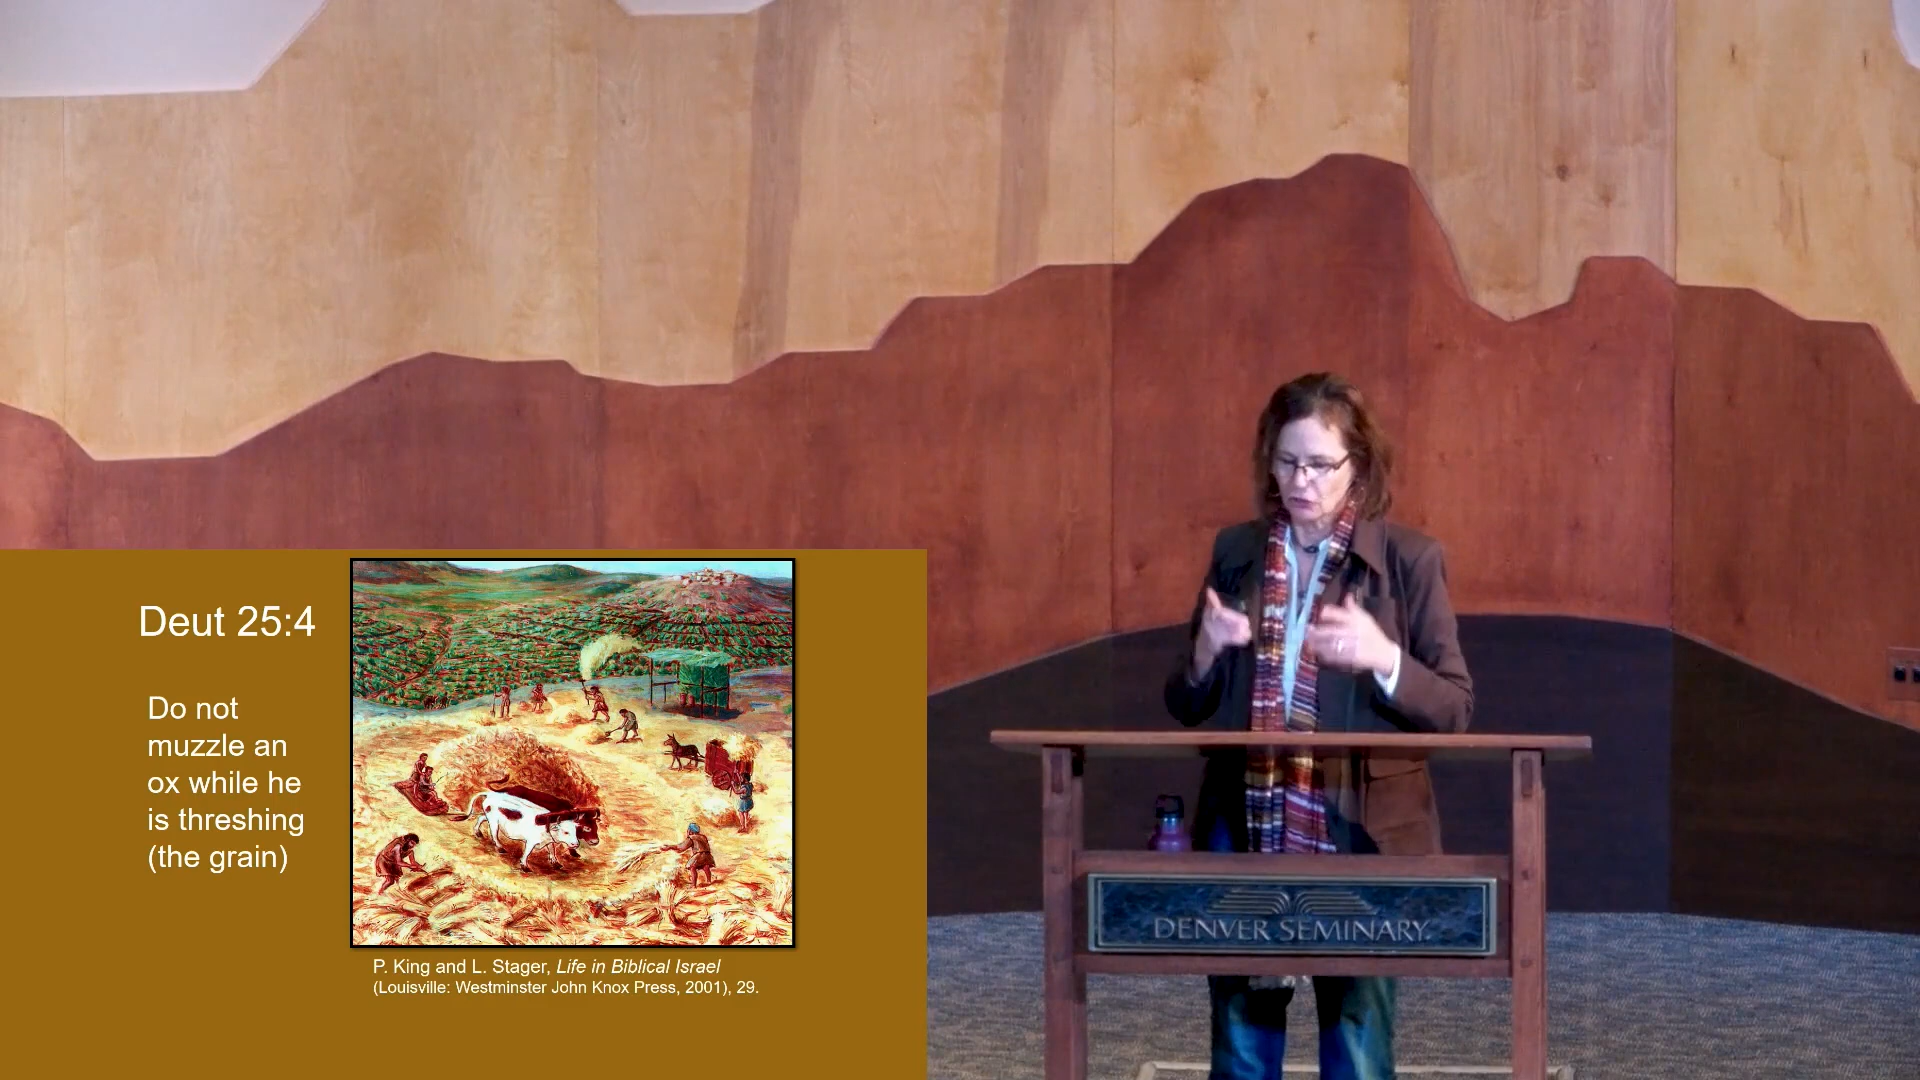 Deut 25:4
Do not
muzzle an
ox while he
is threshing
(the grain)
P. King and L. Stager, Life in Biblical Israel
(Louisville: Westminster John Knox Press, 2001), 29.
DENVER SEMINARY